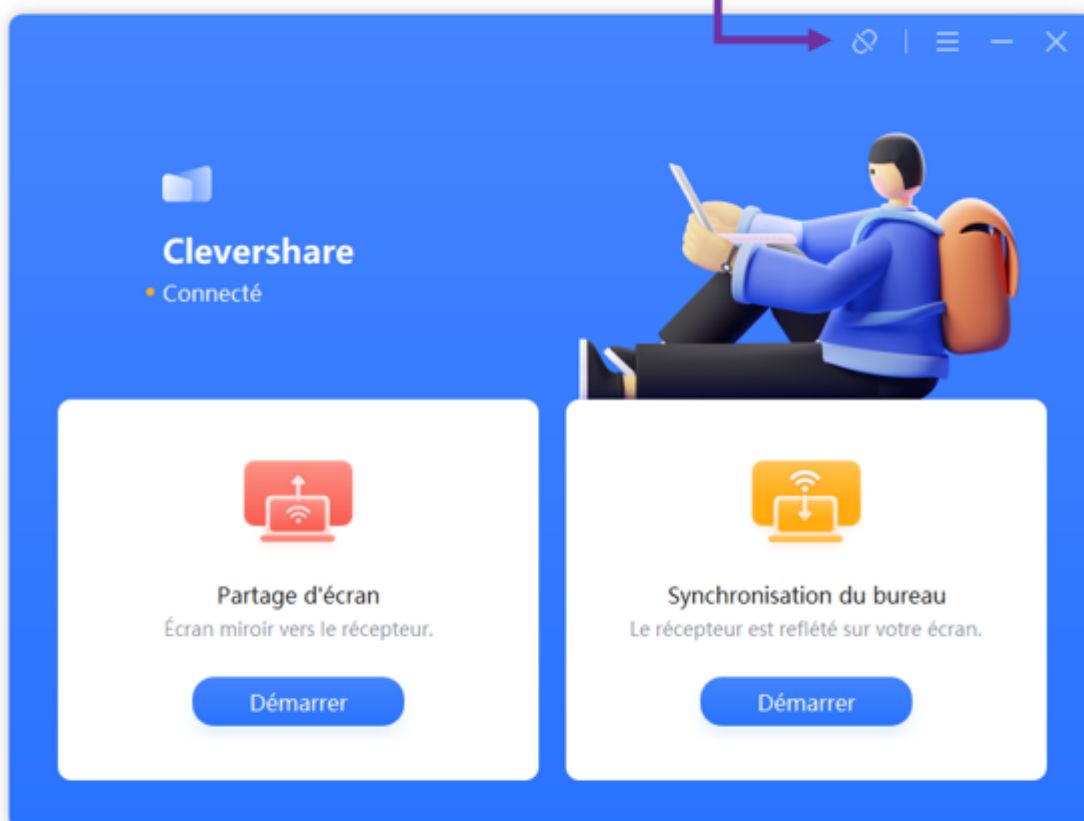 Clevershare
Connecté
Partage d'écran
Écran miroir vers le récepteur.
Démarrer
Synchronisation du bureau
Le récepteur est reflété sur votre écran.
Démarrer